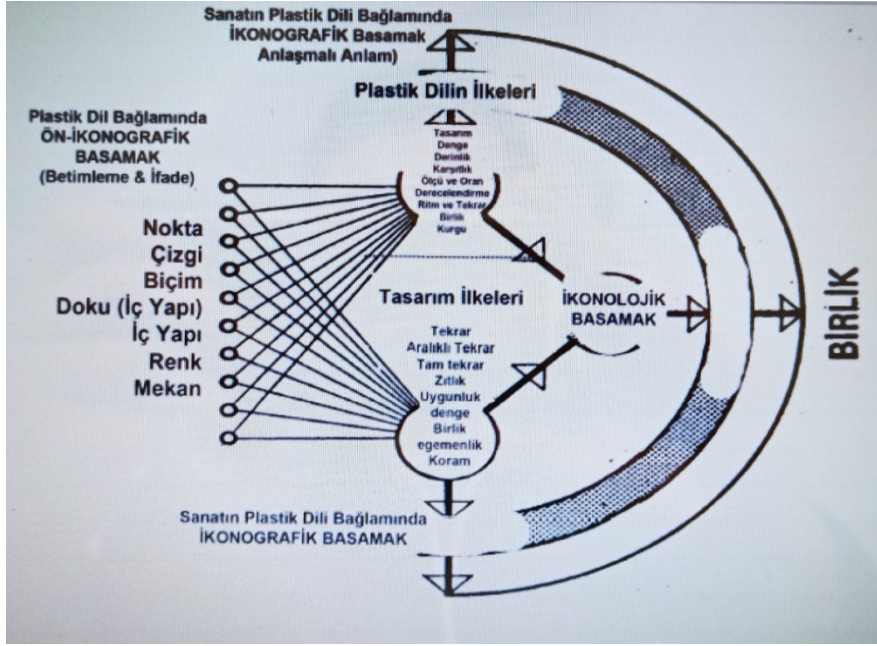 Sanatın Plastik Dili Bağlamında
İKONOGRAFİK Basamak
Anlaşmalı Anlam)
Plastik Dilin İlkeleri
Plastik Dil Bağlamında
ÖN-İKONOGRAFİK
BASAMAK
(Betimleme & İfade)
Tasarım
Denge
Derinlik
Karşıtlık
Ölçü ve Oran
Derecelendirme
Ritm ve Tekrar
Birlik
Kurgu
Nokta
Çizgi
Biçim
Doku (İç Yapı)
İç Yapı
Renk
Mekan
Tasarım İlkeleri
Tekrar
Aralıklı Tekrar
Tam tekrar
Zıtlık
Uygunluk
denge
Birlik
egemenlik
Koram
İKONOLOJİK
BASAMAK
BİRLİK
Sanatın Plastik Dili Bağlamında
İKONOGRAFİK BASAMAK